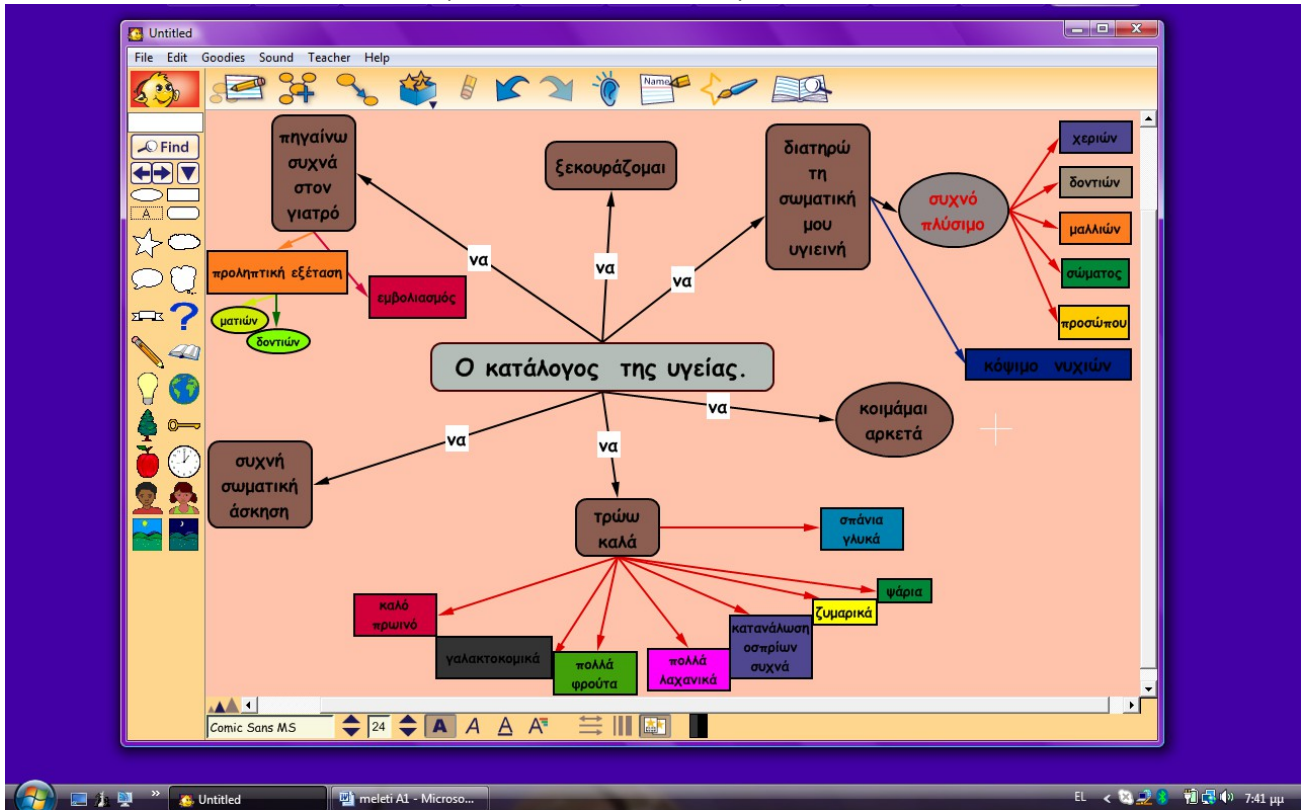 Untitled
File Edit Goodies Sound Teacher Help
Name
Find
A
πηγαίνω
συχνά
στον
γιατρό
ξεκουράζομαι
διατηρώ
τη
σωματική
μου
υγιεινή
συχνό
πλύσιμο
χεριών
δοντιών
μαλλιών
σώματος
προσώπου
κόψιμο νυχιών
προληπτική εξέταση
εμβολιασμός
ματιών
δοντιών
να
να
να
Ο κατάλογος της υγείας.
να
να
να
κοιμάμαι
αρκετά
συχνή
σωματική
άσκηση
τρώω
καλά
σπάνια
γλυκά
ψάρια
ζυμαρικά
κατανάλωση
οσπρίων
συχνά
πολλά
λαχανικά
πολλά
φρούτα
γαλακτοκομικά
καλό
πρωινό
Comic Sans MS 24 A A A A
Untitled
meleti A1 - Microso...
EL
7:41 μμ